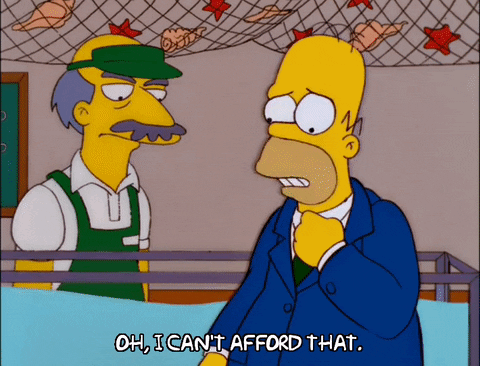 OH, I CAN'T AFFORD THAT.